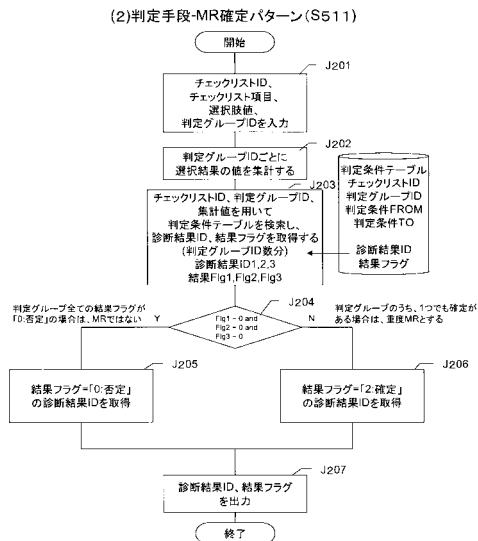 (2)判定手段-MR確定パターン(S511)
開始
J201
チェックリストID、
チェックリスト項目、
選択肢値、
判定グループIDを入力
J202
判定グループIDごとに
選択結果の値を集計する
J203
チェックリストID、判定グループID、
集計値を用いて
判定条件テーブルを検索し、
診断結果ID、結果フラグを取得する
(判定グループID数分)
診断結果ID1,2,3
結果Flg1,Flg2,Flg3
判定条件テーブル
チェックリストID
判定グループID
判定条件FROM
判定条件TO
診断結果ID
結果フラグ
J204
判定グループ全ての結果フラグが
「0:否定」の場合は、MRではない
Y
Flg1 = 0 and
Flg2 = 0 and
Flg3 = 0
N
判定グループのうち、1つでも確定が
ある場合は、重度MRとする
J205
結果フラグ=「0:否定」
の診断結果IDを取得
J206
結果フラグ=「2:確定」
の診断結果IDを取得
J207
診断結果ID、結果フラグ
を出力
終了